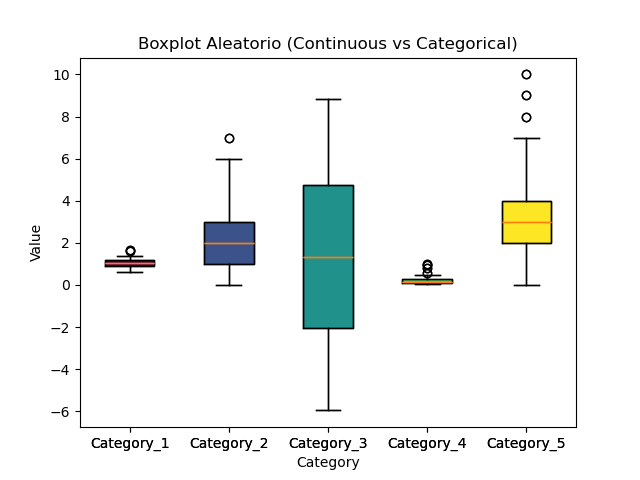 Boxplot Aleatorio (Continuous vs Categorical)
10
8
6
4
2
0
−2
−4
−6
Value
Category_1 Category_2 Category_3 Category_4 Category_5
Category